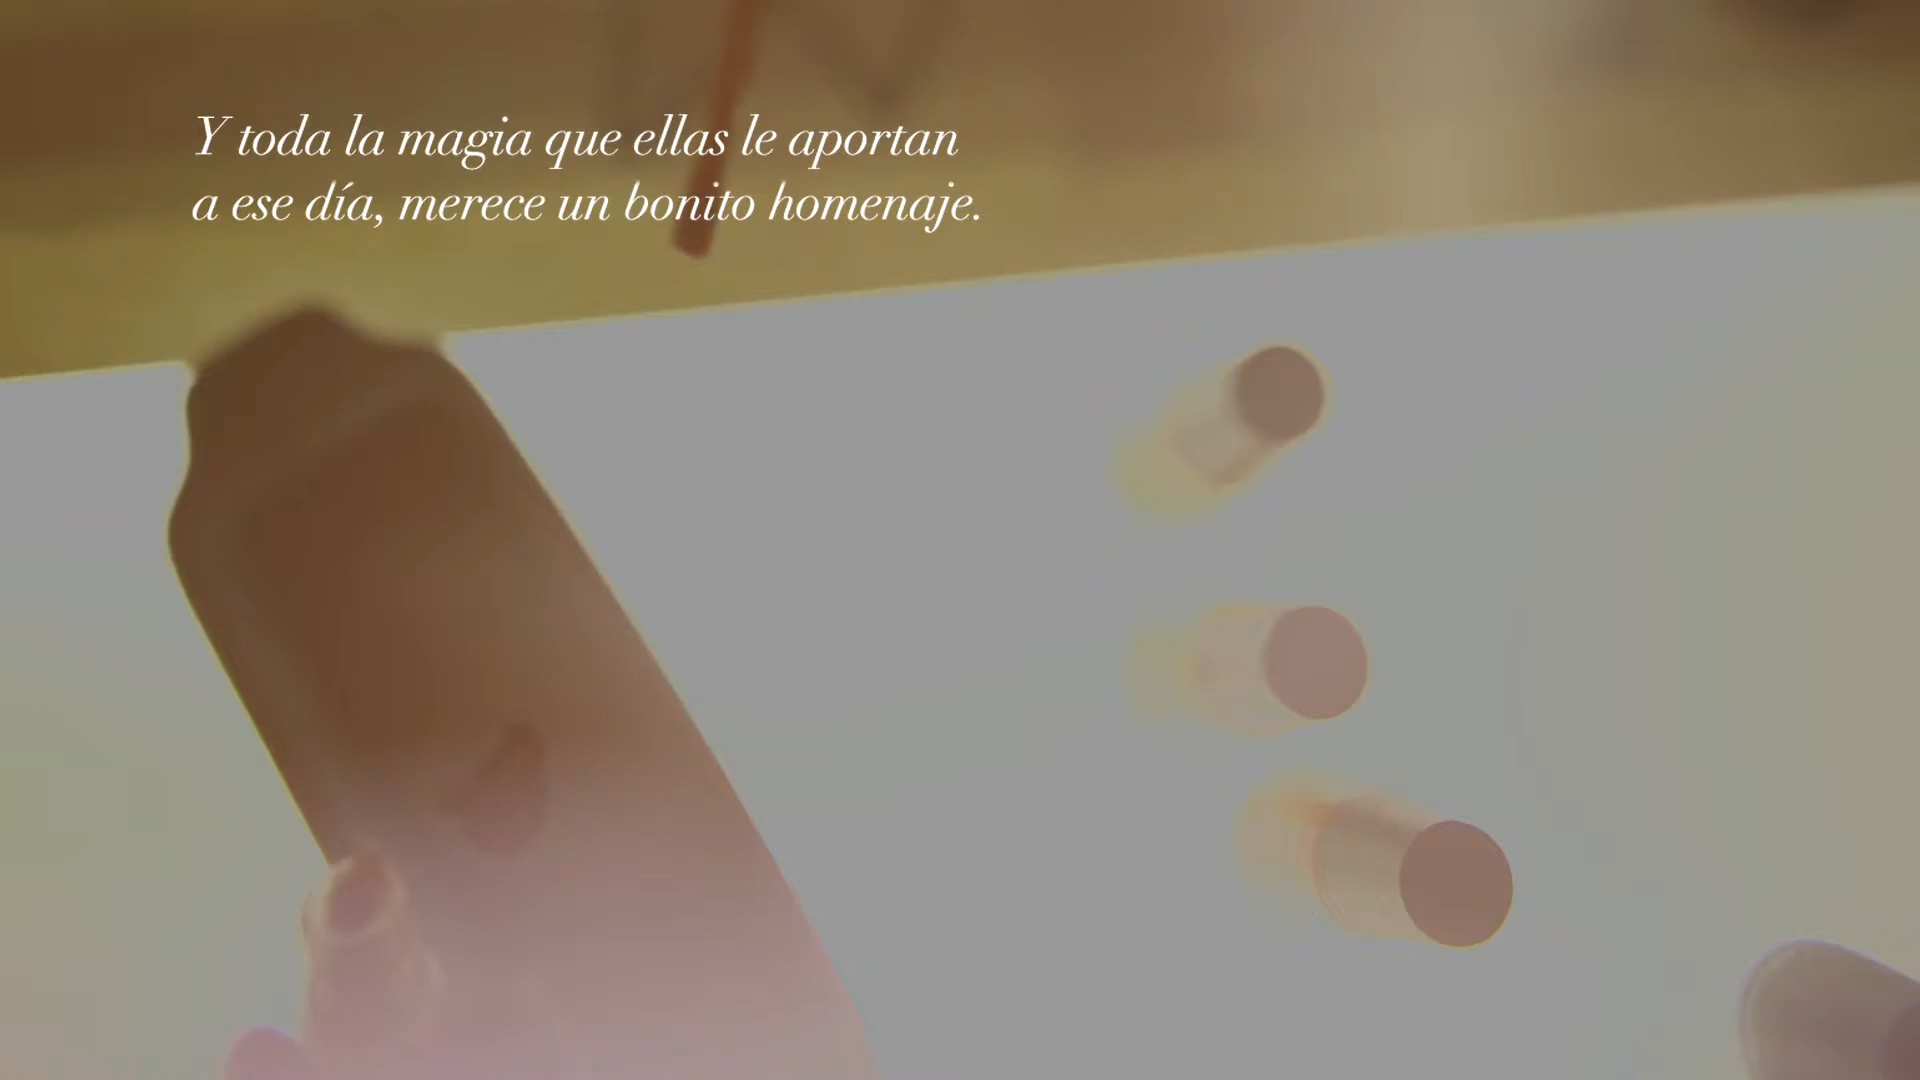 Y toda la magia que ellas le aportan
a ese día, merece un bonito homenaje.